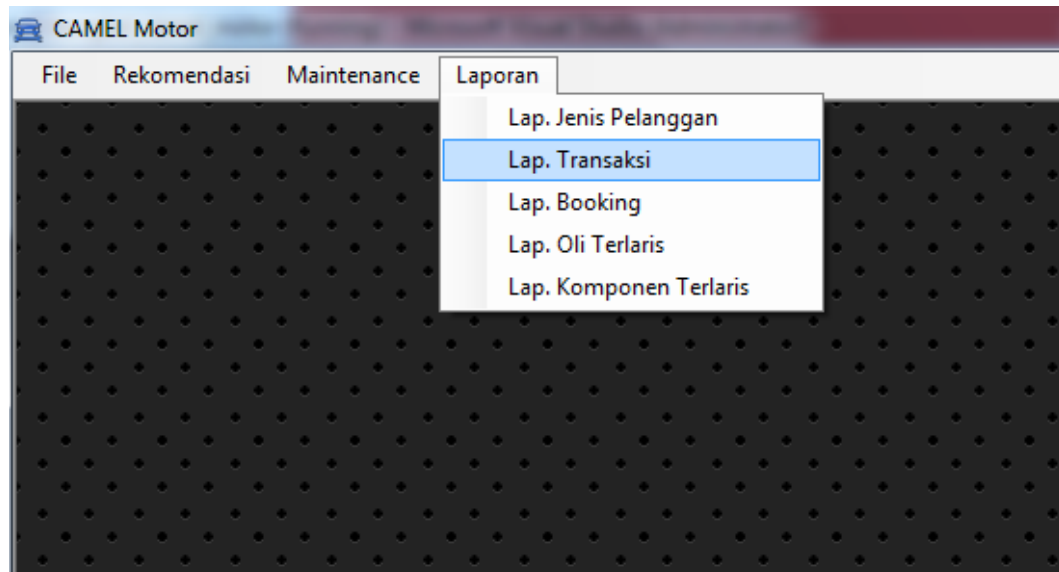 CAMEL Motor
File Rekomendasi Maintenance Laporan
Lap. Jenis Pelanggan
Lap. Transaksi
Lap. Booking
Lap. Oli Terlaris
Lap. Komponen Terlaris